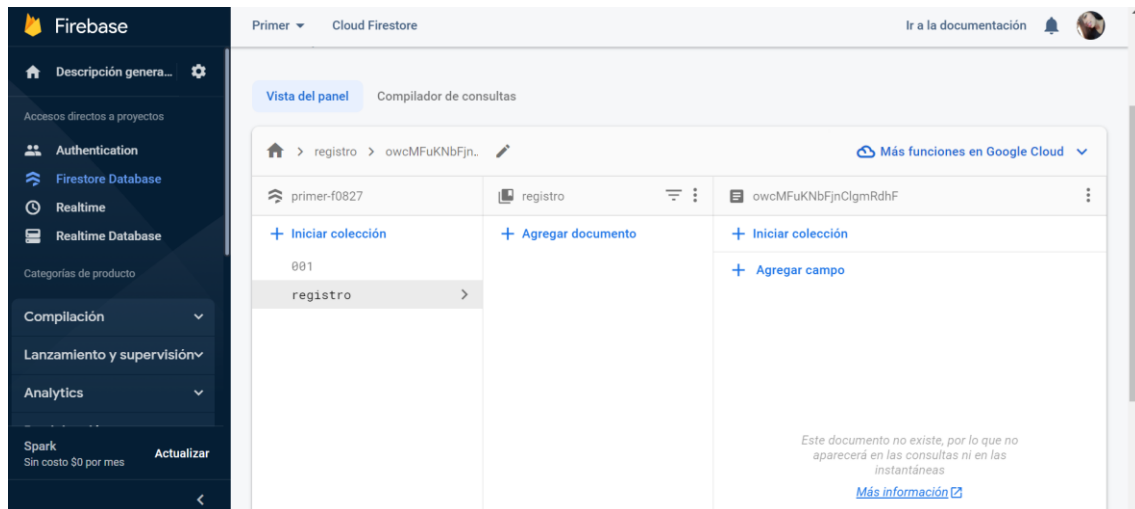 Firebase
Primer
Cloud Firestore
Ir a la documentación
Descripción genera...
Accesos directos a proyectos
Authentication
Firestore Database
Realtime
Realtime Database
Categorías de producto
Compilación
Lanzamiento y supervisión
Analytics
Spark
Sin costo $0 por mes
Actualizar
Vista del panel
Compilador de consultas
registro > owcMFuKNbFjn..
Más funciones en Google Cloud
primer-f0827
Iniciar colección
001
registro
registro
Agregar documento
owcMFuKNbFjnClgmRdhF
Iniciar colección
Agregar campo
Este documento no existe, por lo que no
aparecerá en las consultas ni en las
instantáneas
Más información